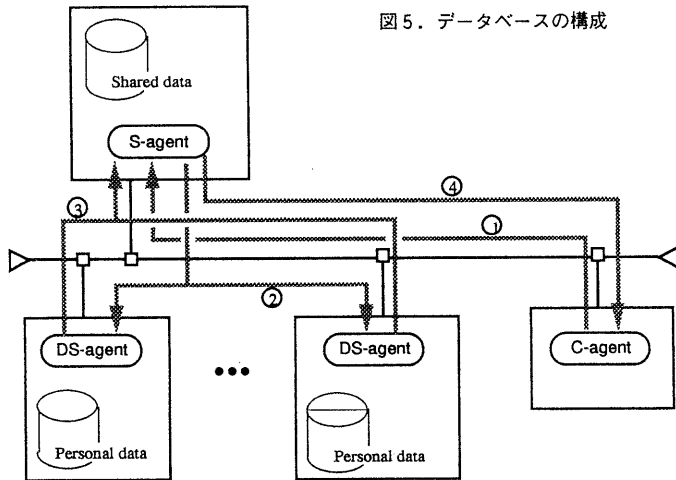 図5．データベースの構成
Shared data
S-agent
④
③
①
②
DS-agent
DS-agent
C-agent
•••
Personal data
Personal data